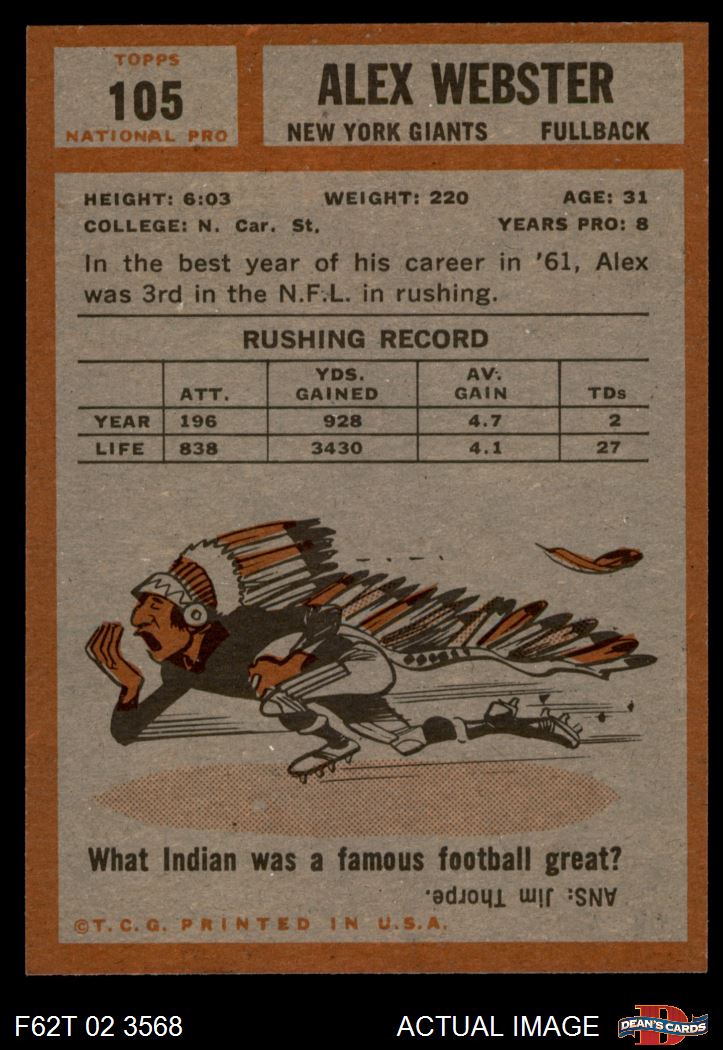 TOPPS
105
NATIONAL PRO
ALEX WEBSTER
NEW YORK GIANTS FULLBACK
HEIGHT: 6:03 WEIGHT: 220 AGE: 31
COLLEGE: N. Car. St. YEARS PRO: 8
In the best year of his career in '61, Alex
was 3rd in the N.F.L. in rushing.
RUSHING RECORD
ATT. YDS. GAINED AV. GAIN TDs
YEAR 196 928 4.7 2
LIFE 838 3430 4.1 27
What Indian was a famous football great?
ANS: Jim Thorpe.
©T.C.G. PRINTED IN U.S.A.
F62T 02 3568 ACTUAL IMAGE DEAN'S CARDS